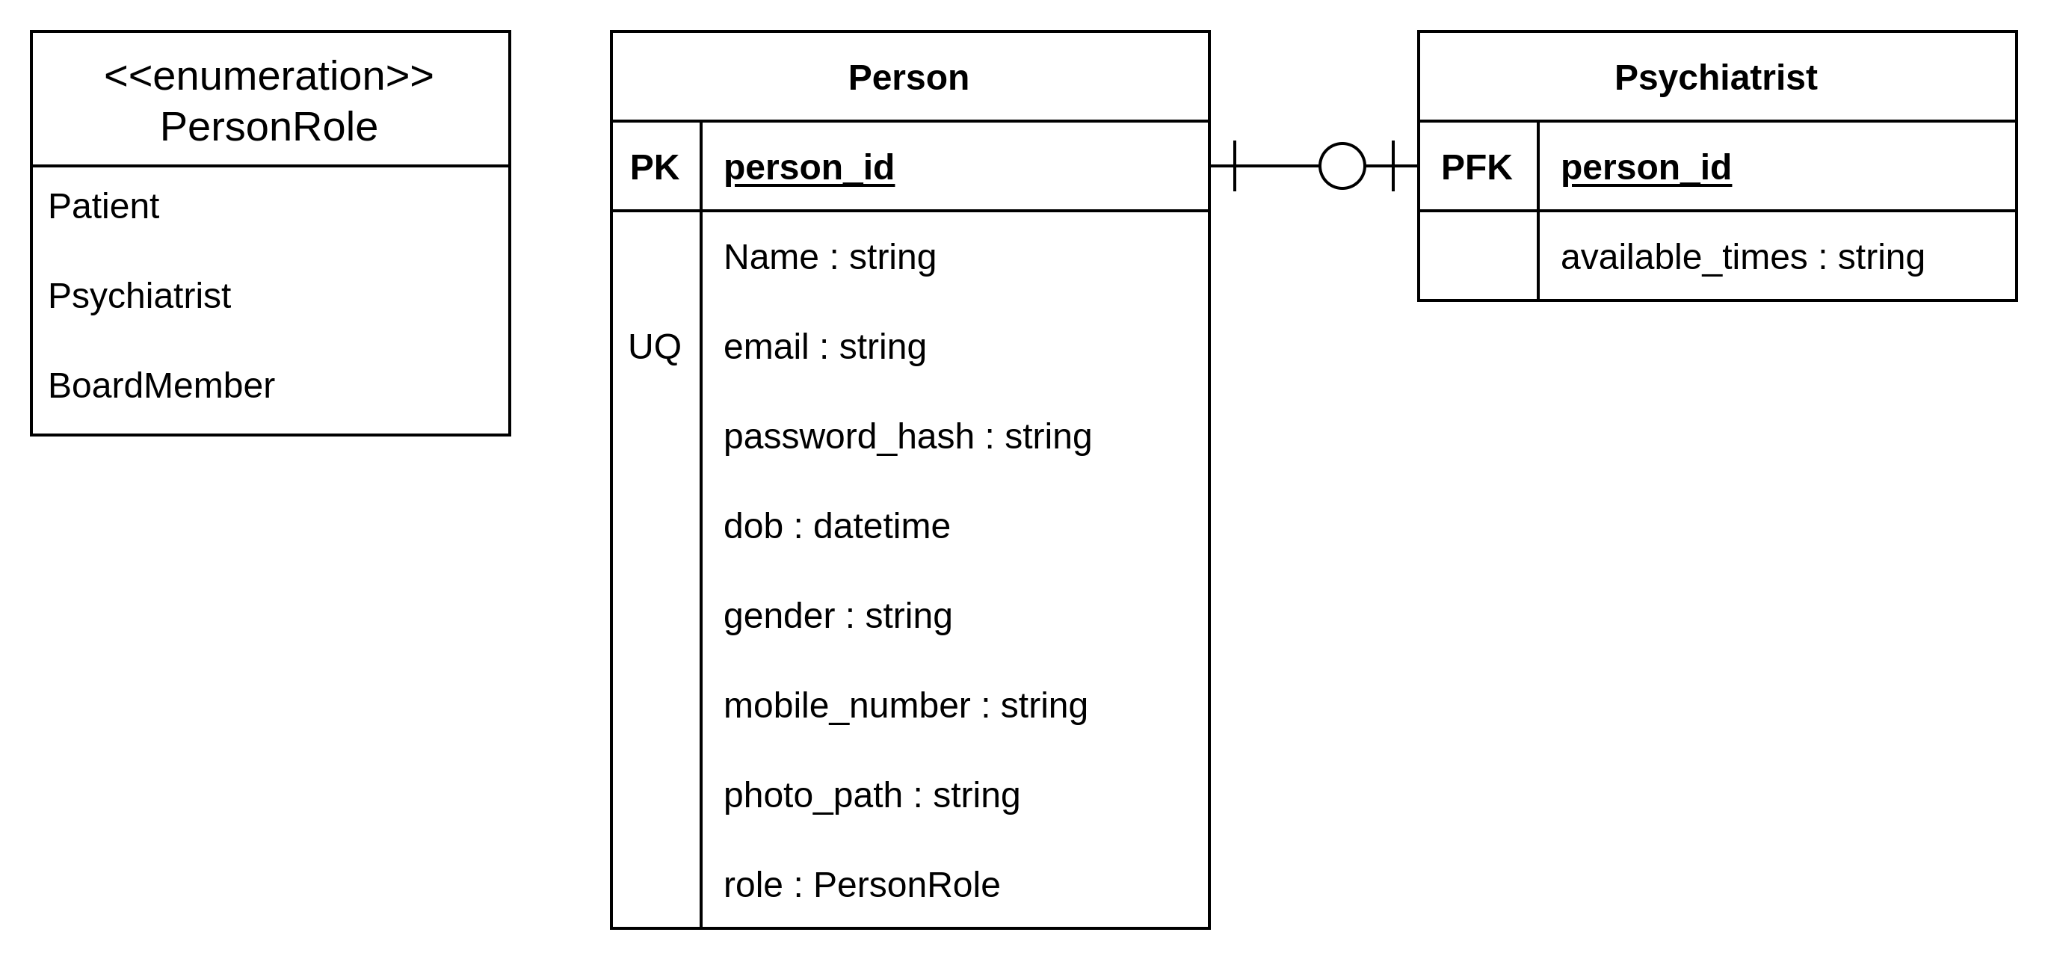 <<enumeration>>
PersonRole
Patient
Psychiatrist
BoardMember
Person
PK person_id
Name : string
UQ email : string
password_hash : string
dob : datetime
gender : string
mobile_number : string
photo_path : string
role : PersonRole
Psychiatrist
PFK person_id
available_times : string